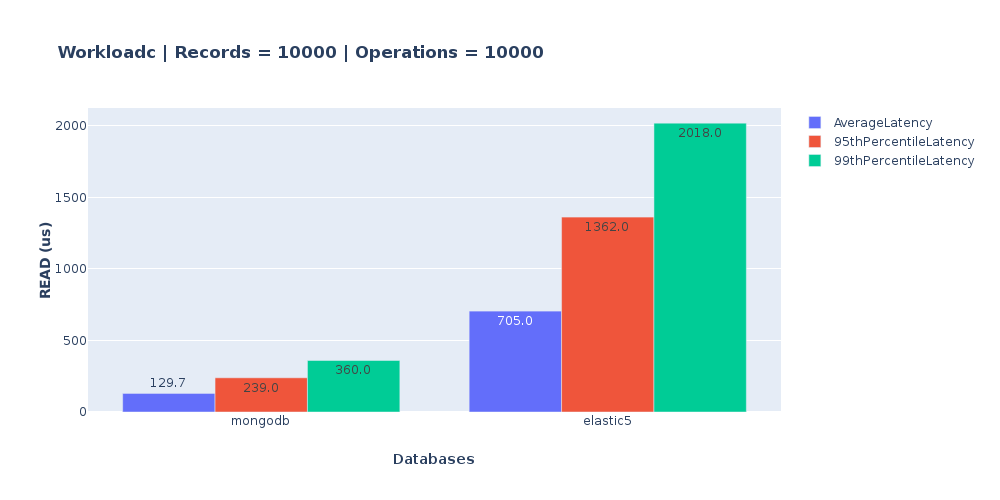 Workloadc | Records = 10000 | Operations = 10000
READ (us)
2000
1500
1000
500
0
129.7
239.0
360.0
705.0
1362.0
2018.0
mongodb
elastic5
Databases
AverageLatency
95thPercentileLatency
99thPercentileLatency